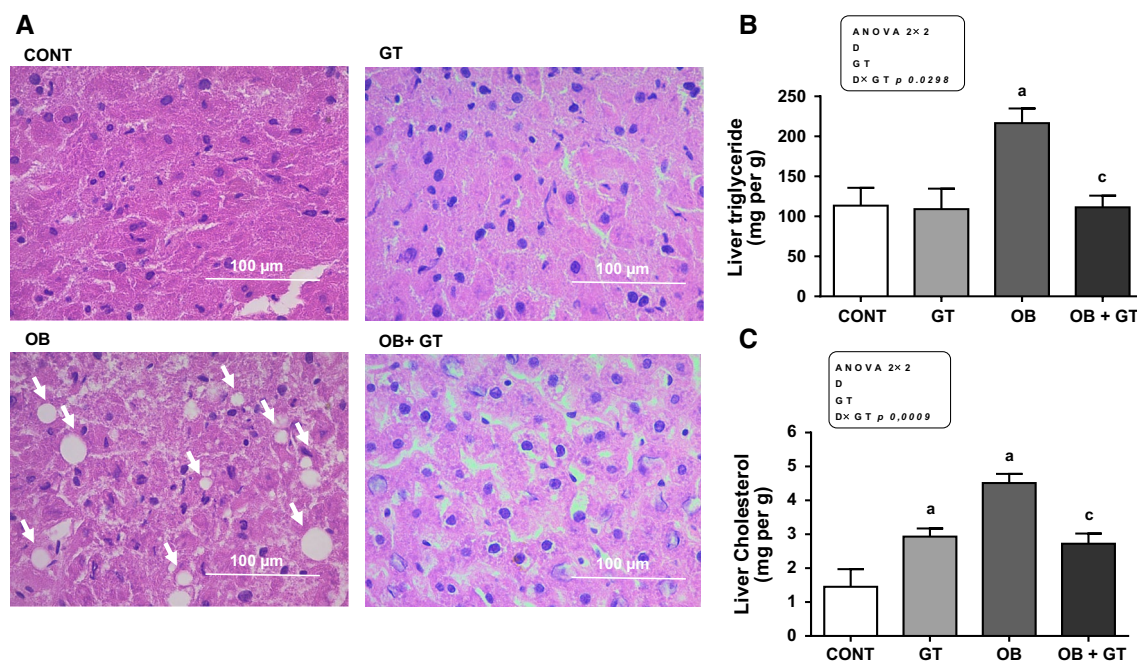 A
CONT
GT
100 µm
100 µm
OB
OB+ GT
100 µm
100 µm
B
ANOVA 2×2
D
GT
D×GT p 0.0298
Liver triglyceride
(mg per g)
250
200
150
100
50
0
a
c
CONT GT OB OB + GT
C
ANOVA 2×2
D
GT
D×GT p 0,0009
Liver Cholesterol
(mg per g)
6
5
4
3
2
1
0
a
a
c
CONT GT OB OB + GT